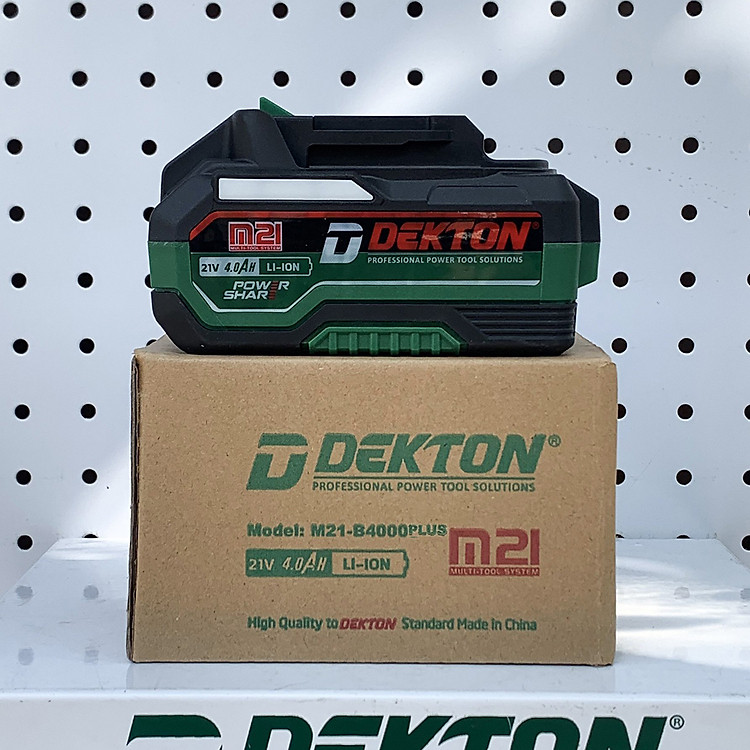 M21
MULTI-TOOL SYSTEM
DEKTON®
PROFESSIONAL POWER TOOL SOLUTIONS
21V 4.0AH LI-ION
POWER
SHARE
DEKTON®
PROFESSIONAL POWER TOOL SOLUTIONS
Model: M21-B4000PLUS
M21
MULTI-TOOL SYSTEM
21V 4.0AH LI-ION
High Quality to DEKTON Standard Made in China
DEKTON®